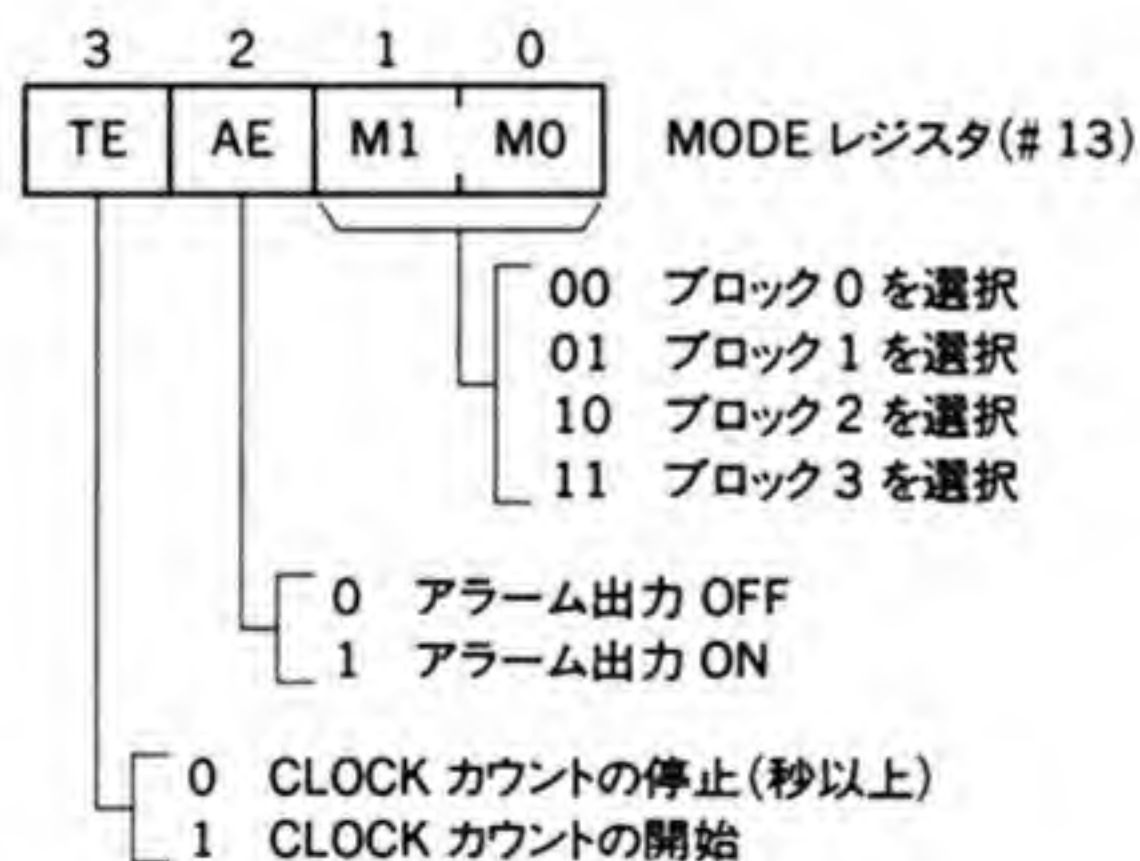 3 2 1 0
TE AE M1 M0 MODE レジスタ(#13)
00 ブロック 0 を選択
01 ブロック 1 を選択
10 ブロック 2 を選択
11 ブロック 3 を選択
0 アラーム出力 OFF
1 アラーム出力 ON
0 CLOCK カウントの停止(秒以上)
1 CLOCK カウントの開始